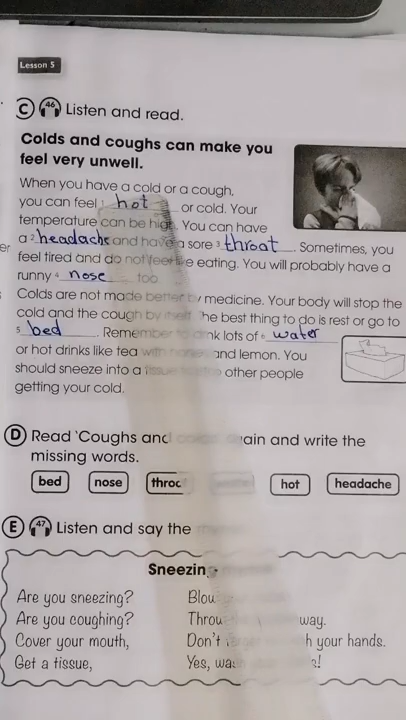 Lesson 5
C 46 Listen and read.
Colds and coughs can make you
feel very unwell.
When you have a cold or a cough,
you can feel 1 hot or cold. Your
temperature can be high. You can have
a 2 headache and have a sore 3 throat. Sometimes, you
feel tired and do not feel like eating. You will probably have a
runny 4 nose too
Colds are not made better by medicine. Your body will stop the
cold and the cough by itself The best thing to do is rest or go to
5 bed. Remember to drink lots of 6 water
or hot drinks like tea with honey and lemon. You
should sneeze into a tissue other people
getting your cold.
D Read 'Coughs and colds' again and write the
missing words.
bed nose throat hot headache
E 47 Listen and say the
Sneezing
Are you sneezing? Blow
Are you coughing? Throw way.
Cover your mouth, Don't your hands.
Get a tissue, Yes,